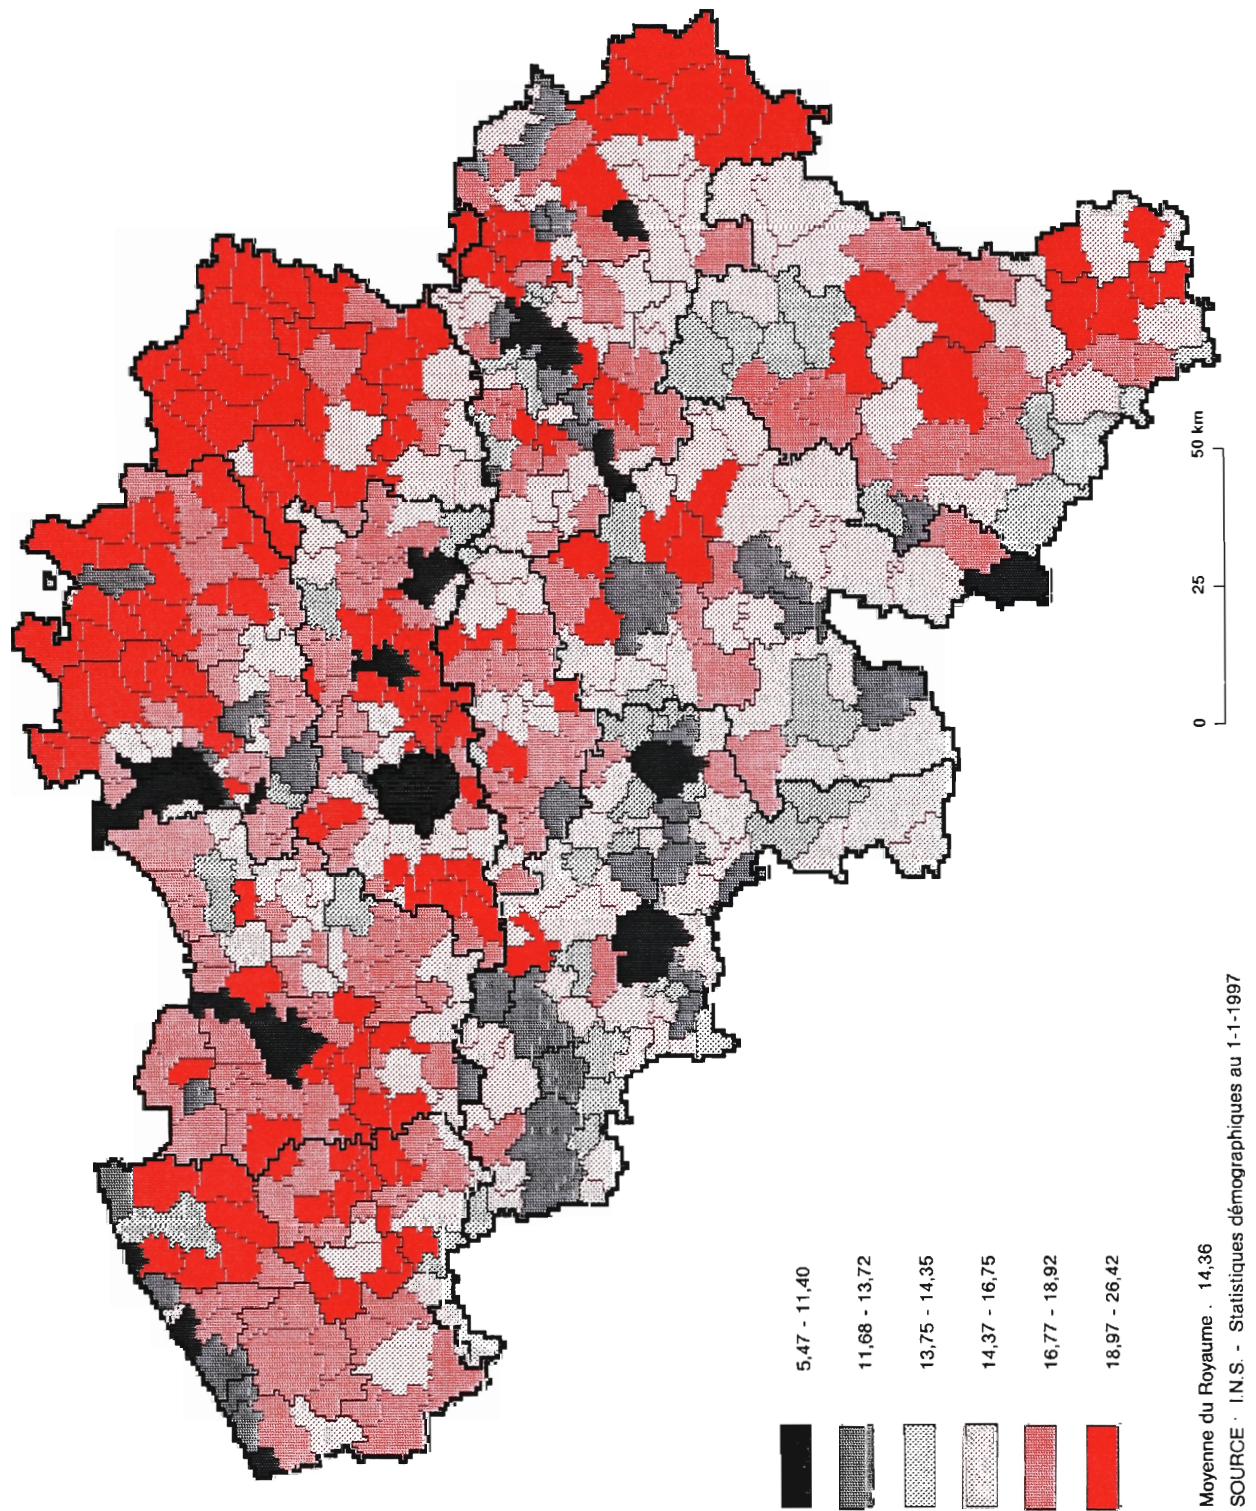 5,47 - 11,40
11,68 - 13,72
13,75 - 14,35
14,37 - 16,75
16,77 - 18,92
18,97 - 26,42
0 25 50 km
Moyenne du Royaume . 14,36
SOURCE · I.N.S. - Statistiques démographiques au 1-1-1997